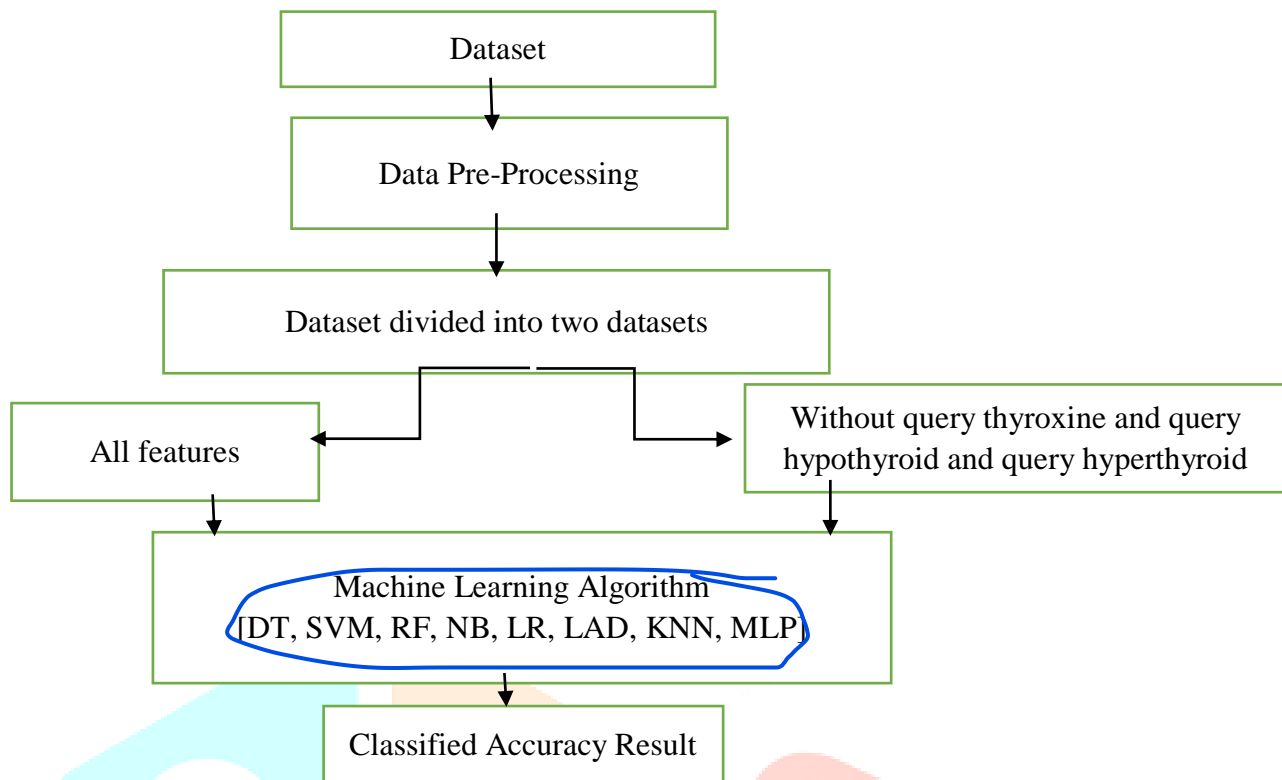 Dataset
Data Pre-Processing
Dataset divided into two datasets
All features
Without query thyroxine and query
hypothyroid and query hyperthyroid
Machine Learning Algorithm
[DT, SVM, RF, NB, LR, LAD, KNN, MLP]
Classified Accuracy Result